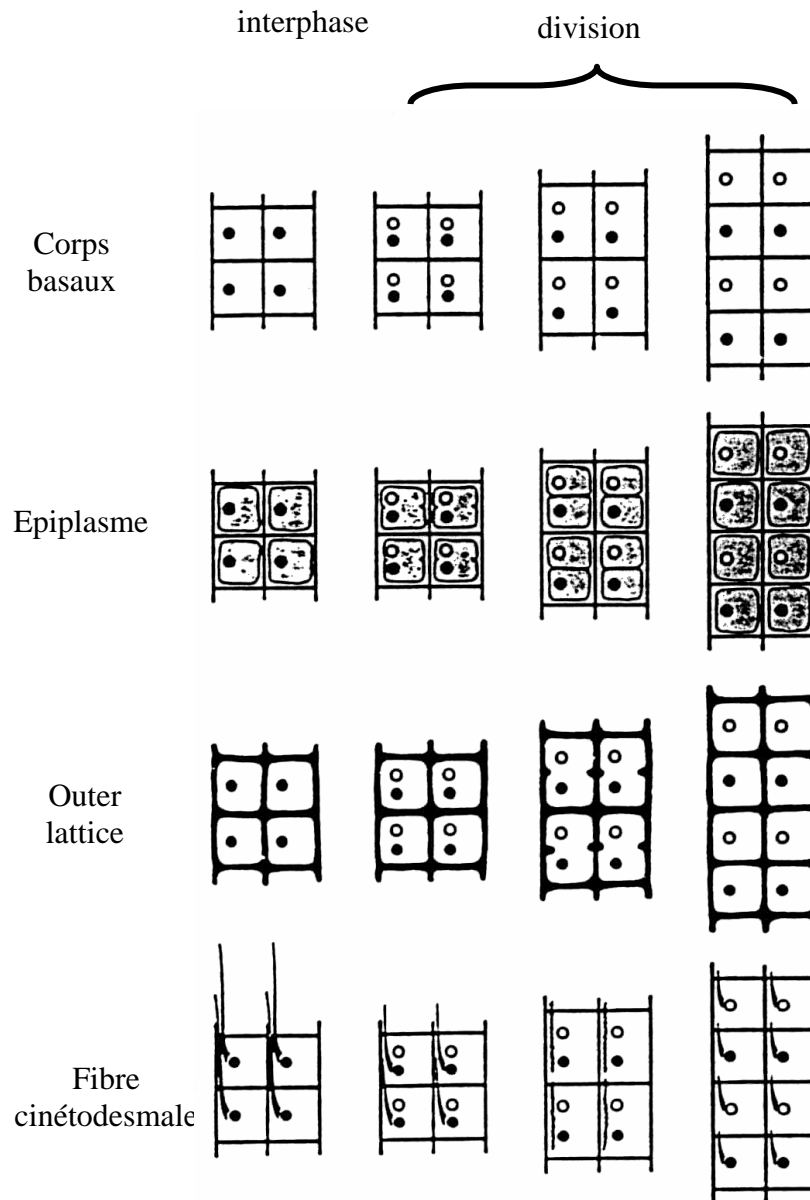 interphase
division
Corps
basaux
Epiplasme
Outer
lattice
Fibre
cinétodesmale